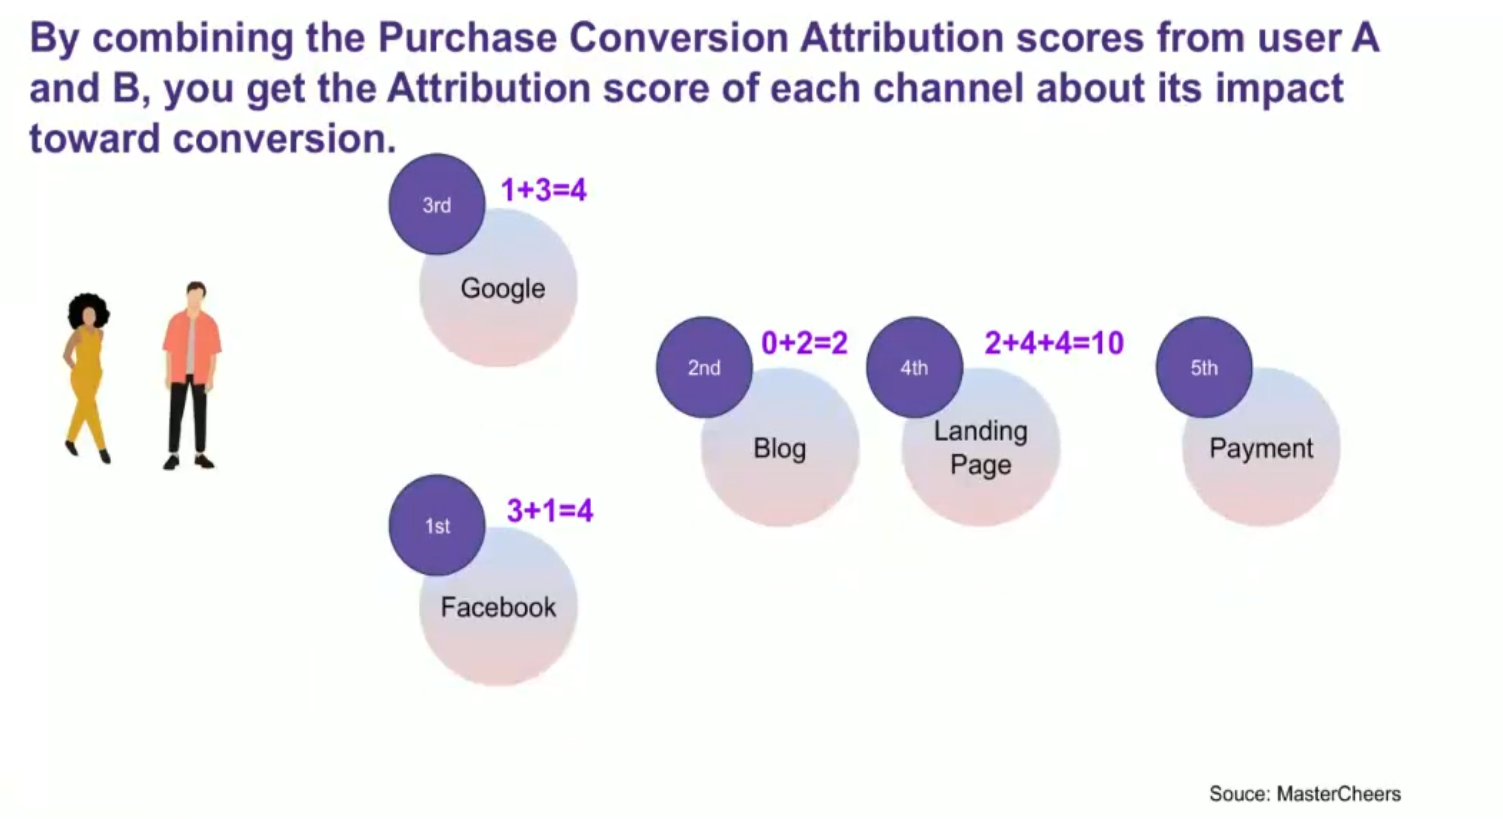 By combining the Purchase Conversion Attribution scores from user A
and B, you get the Attribution score of each channel about its impact
toward conversion.
3rd
1+3=4
Google
2nd
0+2=2
Blog
4th
2+4+4=10
Landing
Page
5th
Payment
1st
3+1=4
Facebook
Souce: MasterCheers